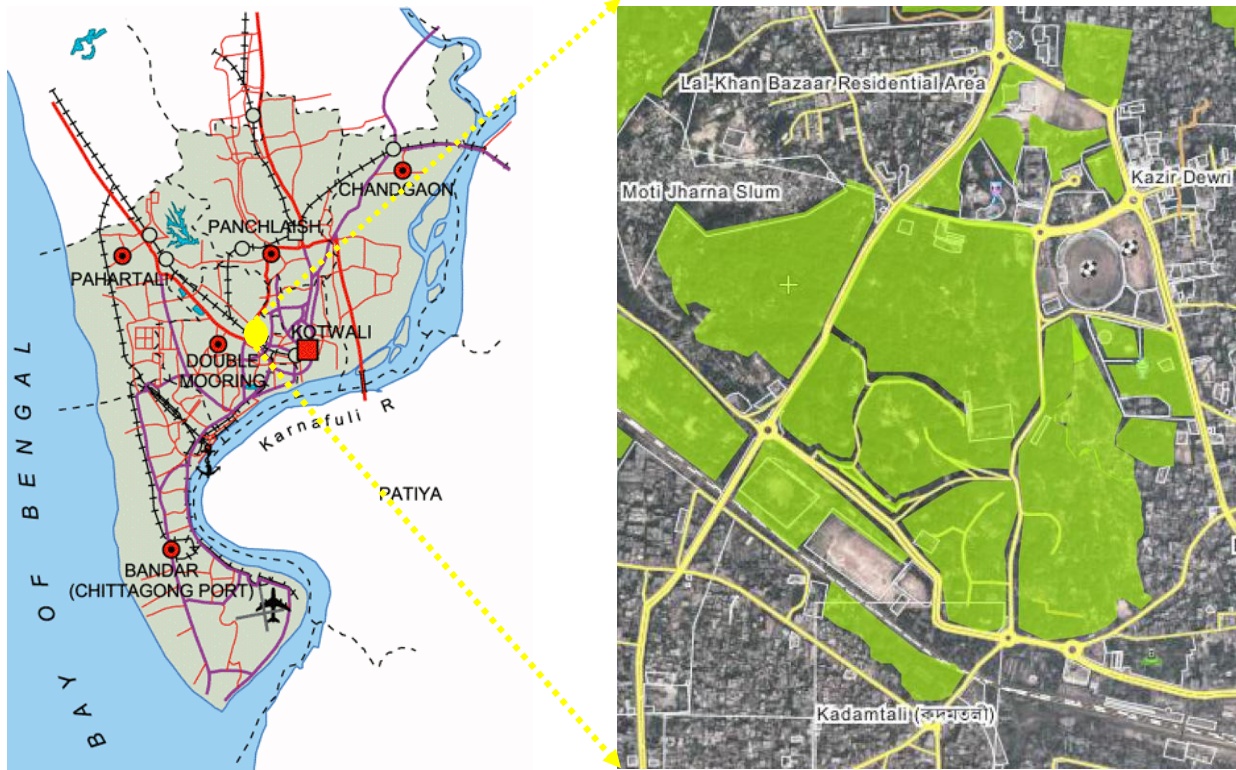 CHANDGAON
PANCHLAISH
PAHARTALI
KOTWALI
DOUBLE
MOORING
Karnafuli R
PATIYA
BANDAR
(CHITTAGONG PORT)
BAY OF BENGAL
Lal-Khan Bazaar Residential Area
Moti Jharna Slum
Kazir Dewri
Kadamtali (কদমতলী)